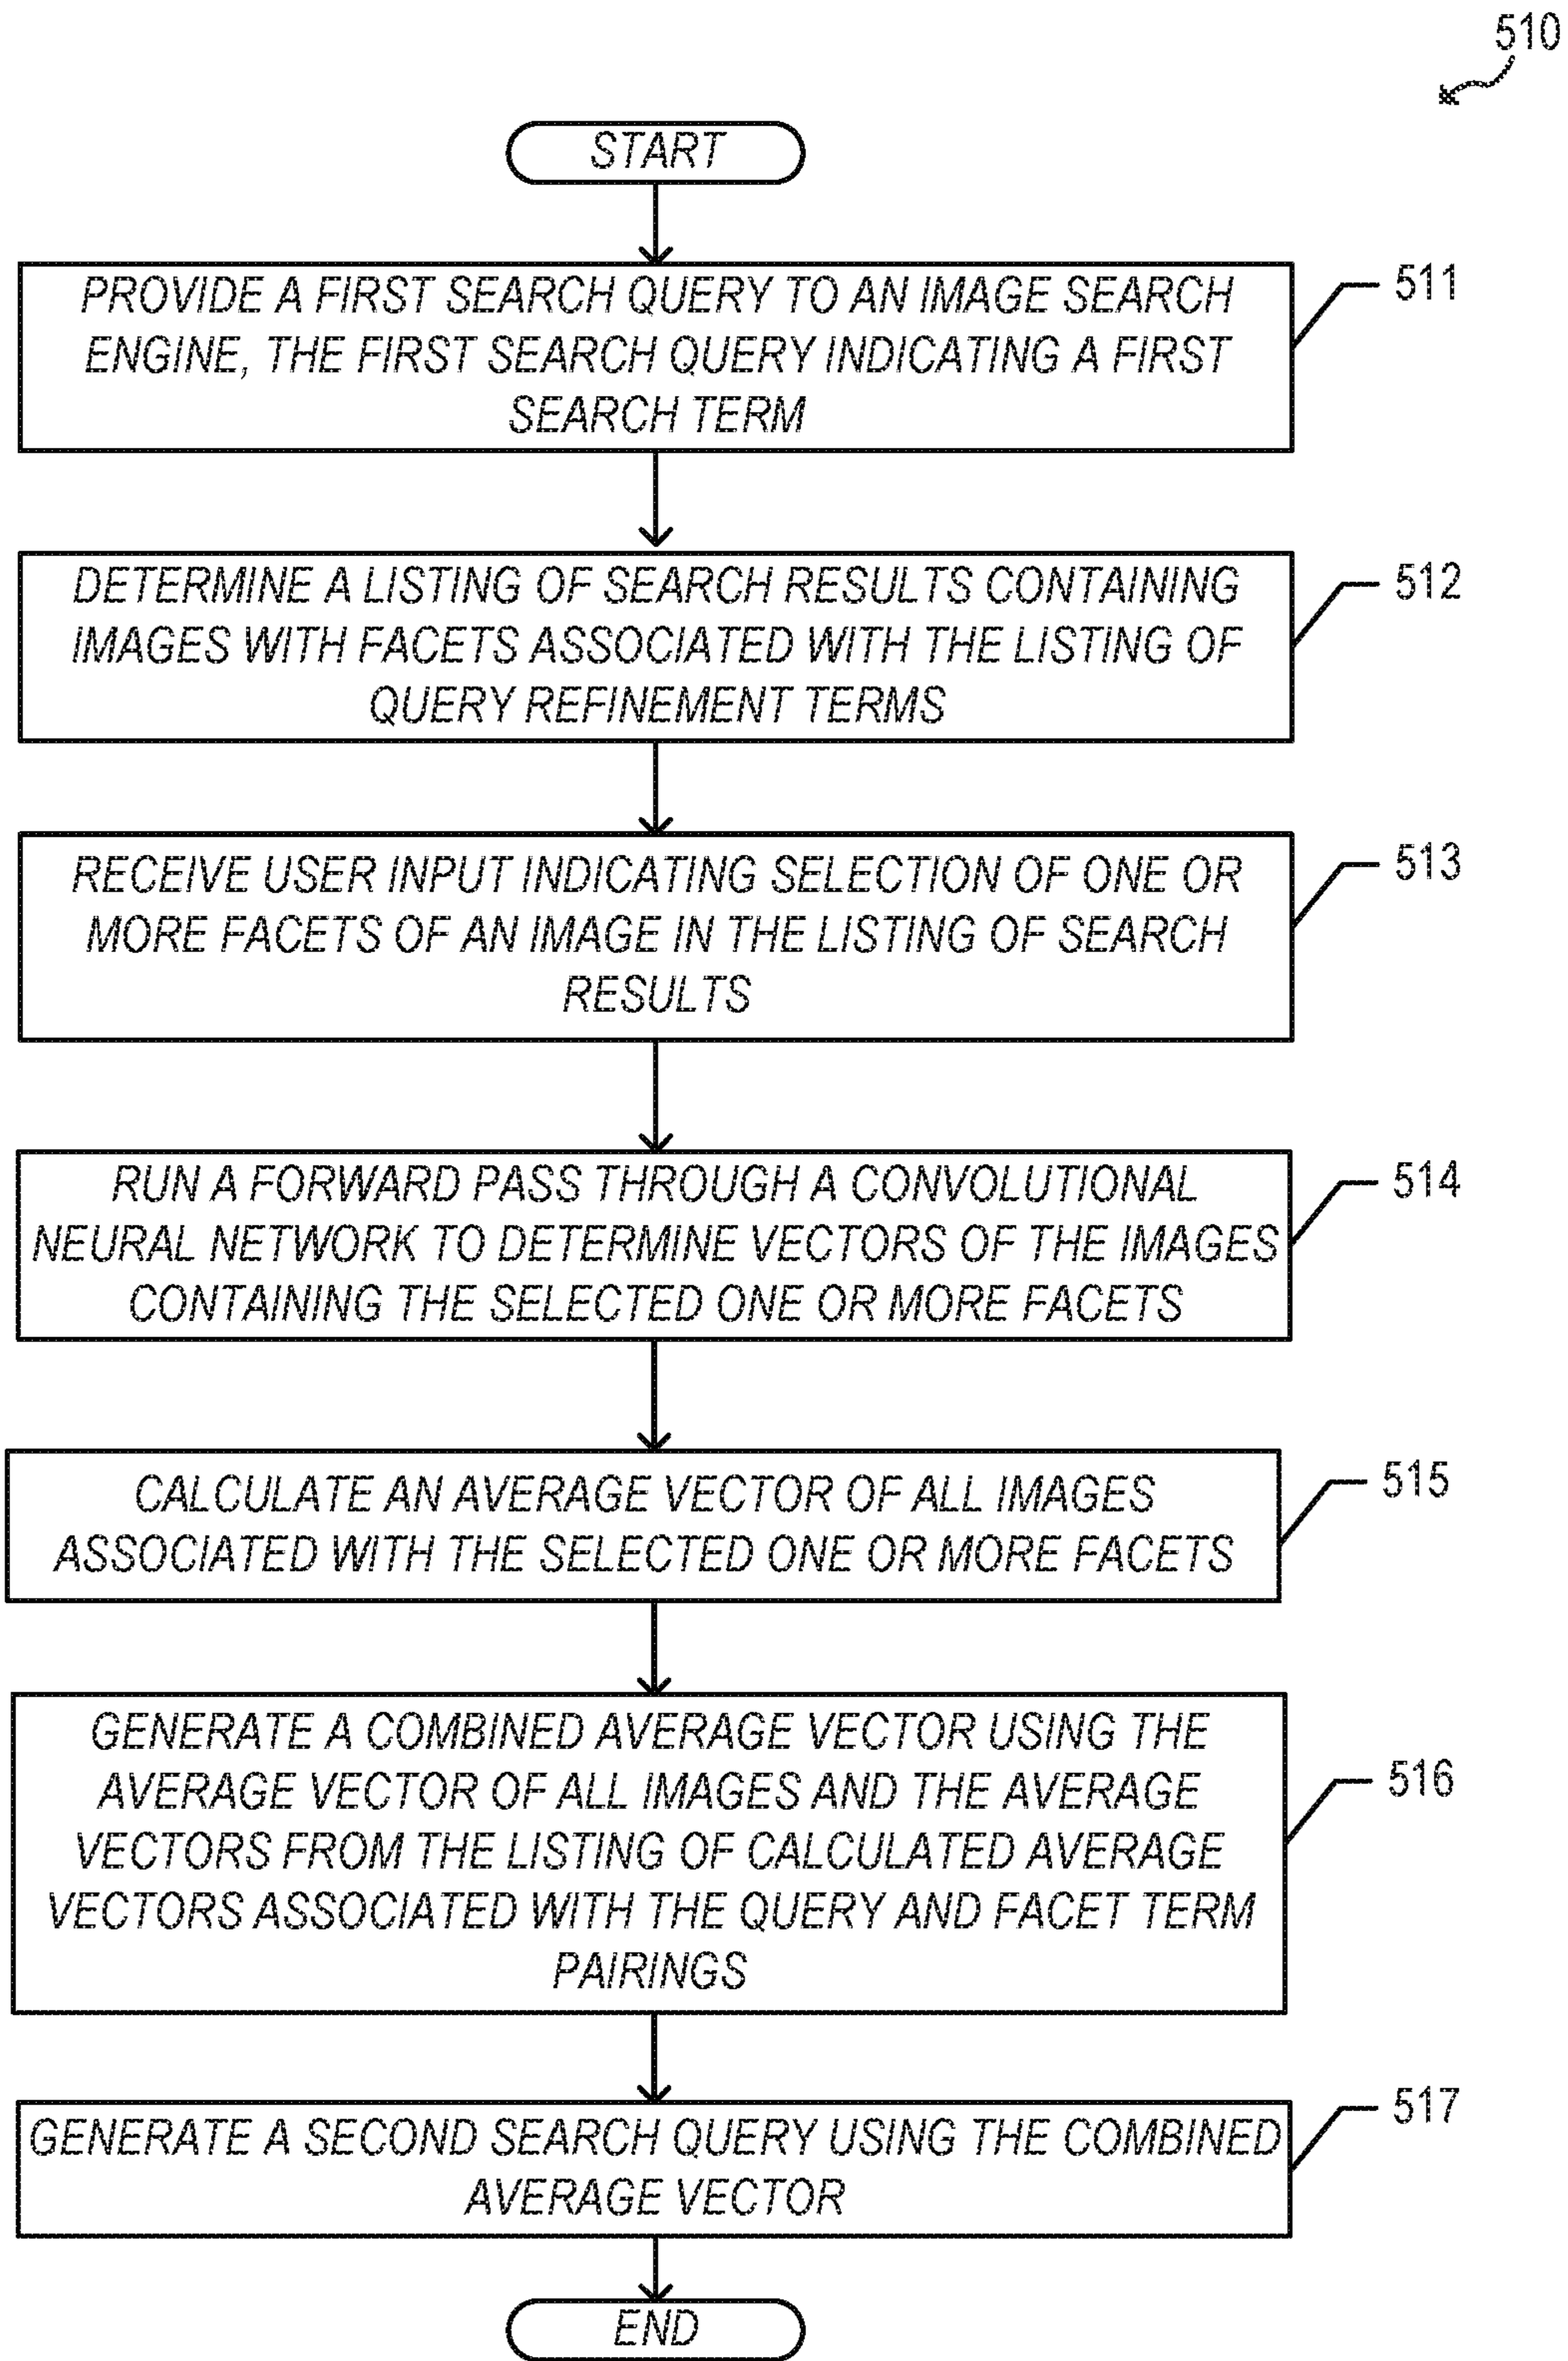 510
START
PROVIDE A FIRST SEARCH QUERY TO AN IMAGE SEARCH
ENGINE, THE FIRST SEARCH QUERY INDICATING A FIRST
SEARCH TERM
511
DETERMINE A LISTING OF SEARCH RESULTS CONTAINING
IMAGES WITH FACETS ASSOCIATED WITH THE LISTING OF
QUERY REFINEMENT TERMS
512
RECEIVE USER INPUT INDICATING SELECTION OF ONE OR
MORE FACETS OF AN IMAGE IN THE LISTING OF SEARCH
RESULTS
513
RUN A FORWARD PASS THROUGH A CONVOLUTIONAL
NEURAL NETWORK TO DETERMINE VECTORS OF THE IMAGES
CONTAINING THE SELECTED ONE OR MORE FACETS
514
CALCULATE AN AVERAGE VECTOR OF ALL IMAGES
ASSOCIATED WITH THE SELECTED ONE OR MORE FACETS
515
GENERATE A COMBINED AVERAGE VECTOR USING THE
AVERAGE VECTOR OF ALL IMAGES AND THE AVERAGE
VECTORS FROM THE LISTING OF CALCULATED AVERAGE
VECTORS ASSOCIATED WITH THE QUERY AND FACET TERM
PAIRINGS
516
GENERATE A SECOND SEARCH QUERY USING THE COMBINED
AVERAGE VECTOR
517
END